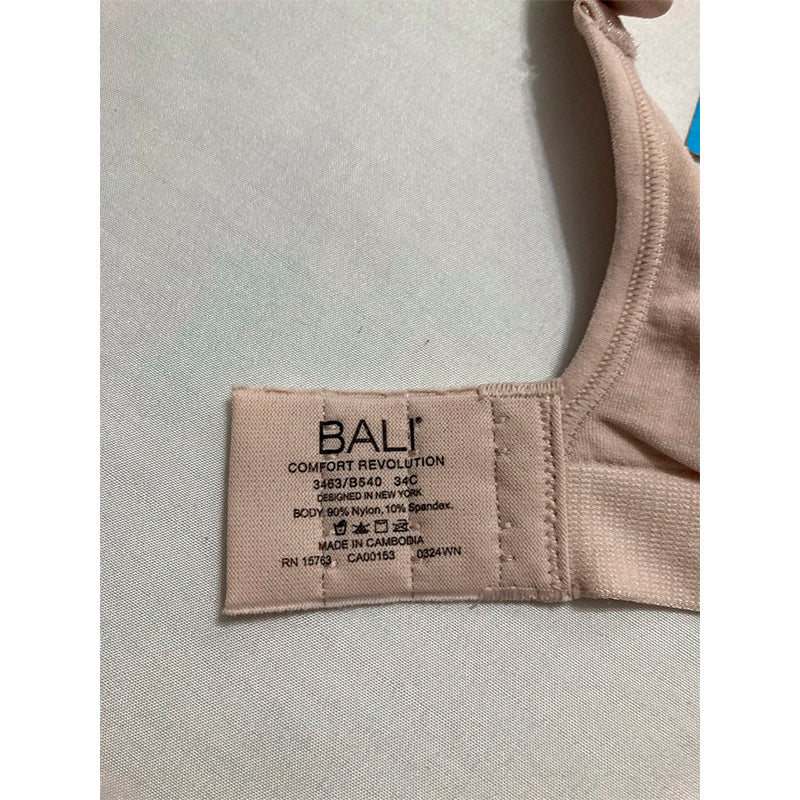 BALI®
COMFORT REVOLUTION
3463/B540 34C
DESIGNED IN NEW YORK
BODY: 90% Nylon, 10% Spandex.
MADE IN CAMBODIA
RN 15763 CA00153 0324WN